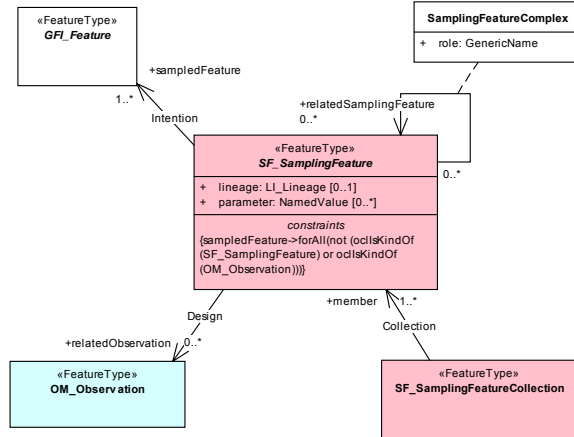 «FeatureType»
GFI_Feature
SamplingFeatureComplex
+ role: GenericName
+sampledFeature
1..*
Intention
+relatedSamplingFeature
0..*
«FeatureType»
SF_SamplingFeature
0..*
+ lineage: LI_Lineage [0..1]
+ parameter: NamedValue [0..*]
constraints
{sampledFeature->forAll(not (oclIsKindOf
(SF_SamplingFeature) or oclIsKindOf
(OM_Observation)))}
+member
1..*
Design
Collection
+relatedObservation
0..*
«FeatureType»
OM_Observation
«FeatureType»
SF_SamplingFeatureCollection